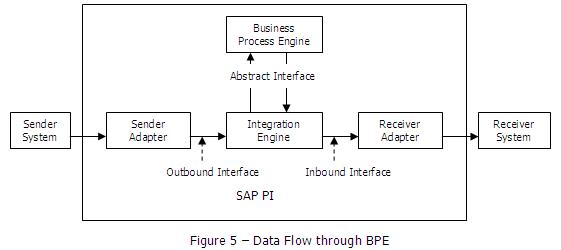 Business
Process Engine
Abstract Interface
Sender
System
Sender
Adapter
Integration
Engine
Receiver
Adapter
Receiver
System
Outbound Interface
Inbound Interface
SAP PI
Figure 5 – Data Flow through BPE